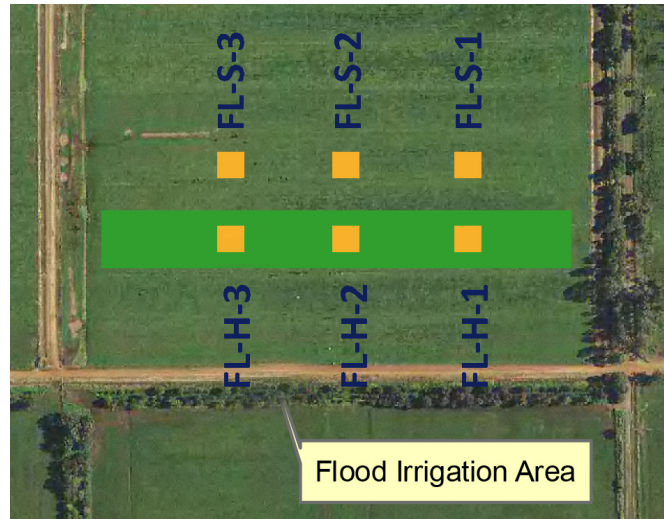 FL-S-3
FL-S-2
FL-S-1
FL-H-3
FL-H-2
FL-H-1
Flood Irrigation Area